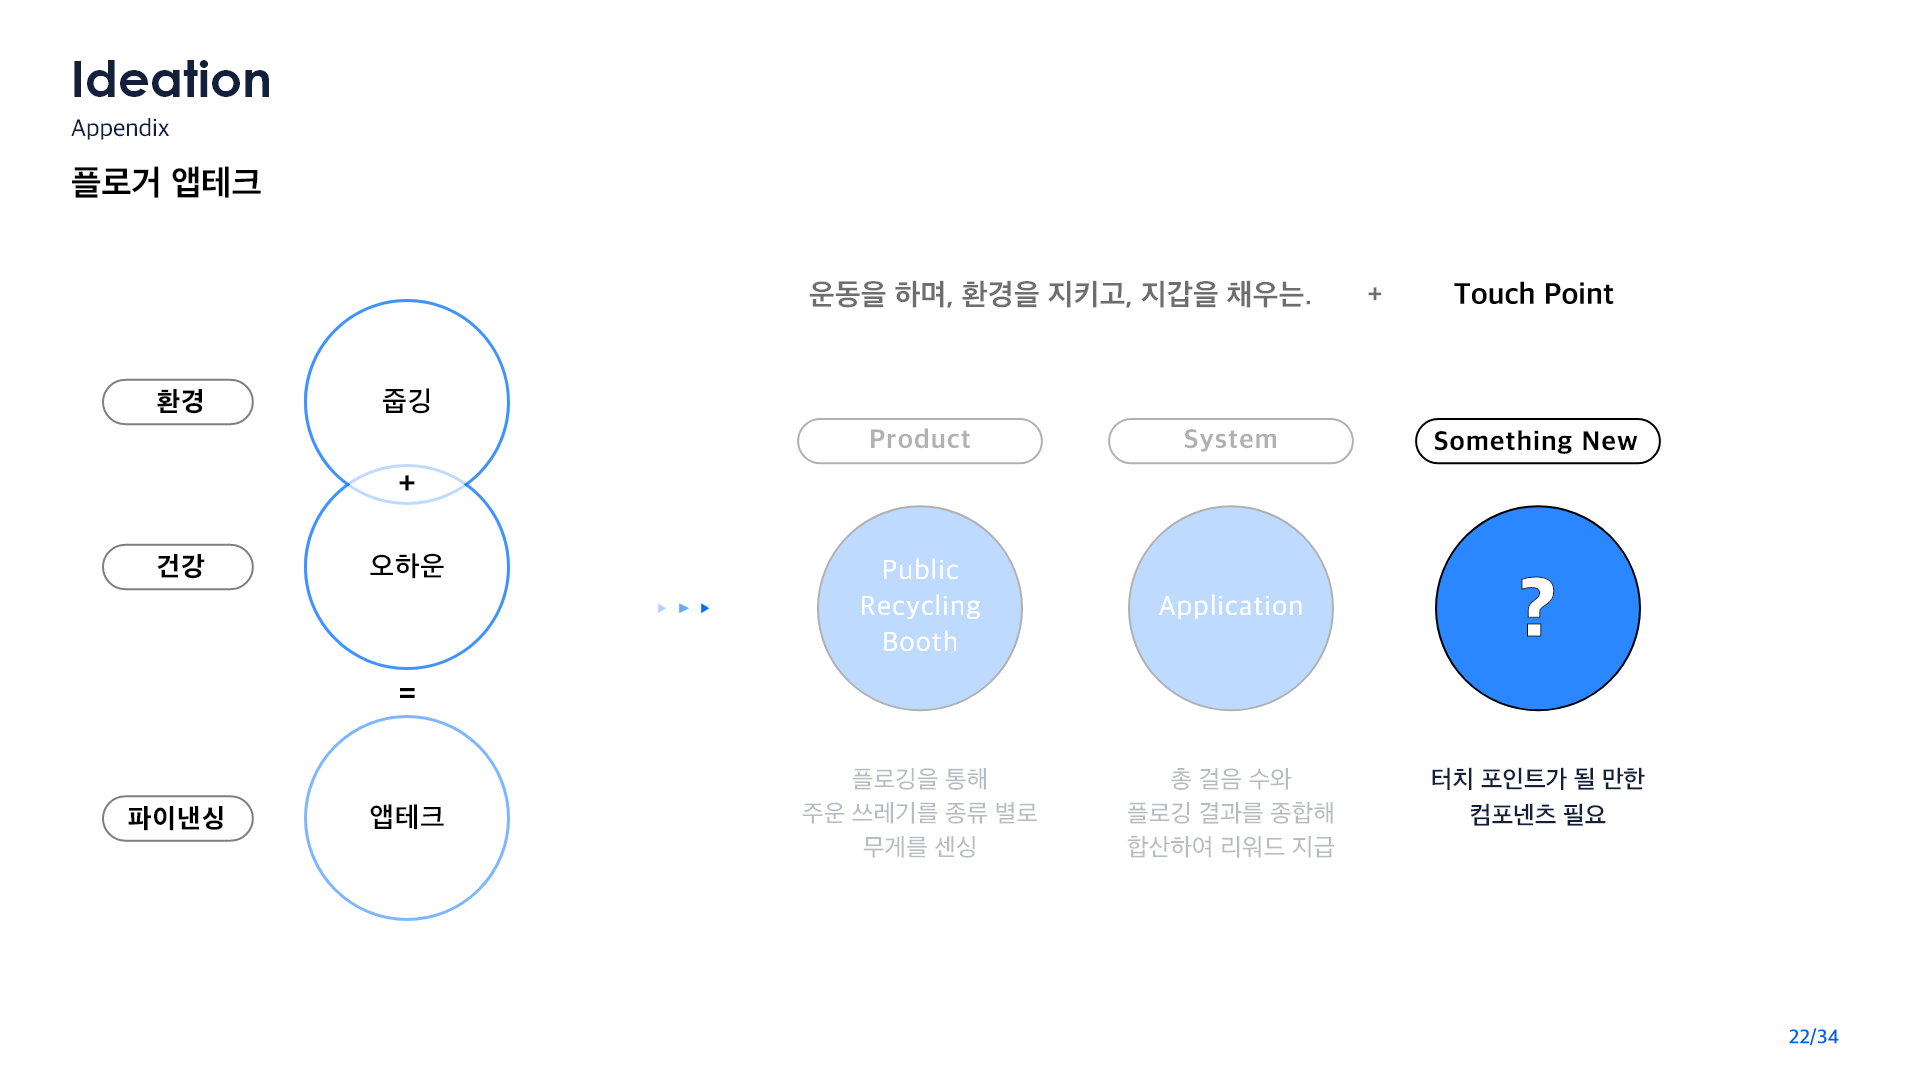 Ideation
Appendix
플로거 앱테크
운동을 하며, 환경을 지키고, 지갑을 채우는. + Touch Point
환경
줍깅
+
건강
오하운
=
파이낸싱
앱테크
Product
Public
Recycling
Booth
플로깅을 통해
주운 쓰레기를 종류 별로
무게를 센싱
System
Application
총 걸음 수와
플로깅 결과를 종합해
합산하여 리워드 지급
Something New
?
터치 포인트가 될 만한
컴포넌츠 필요
22/34